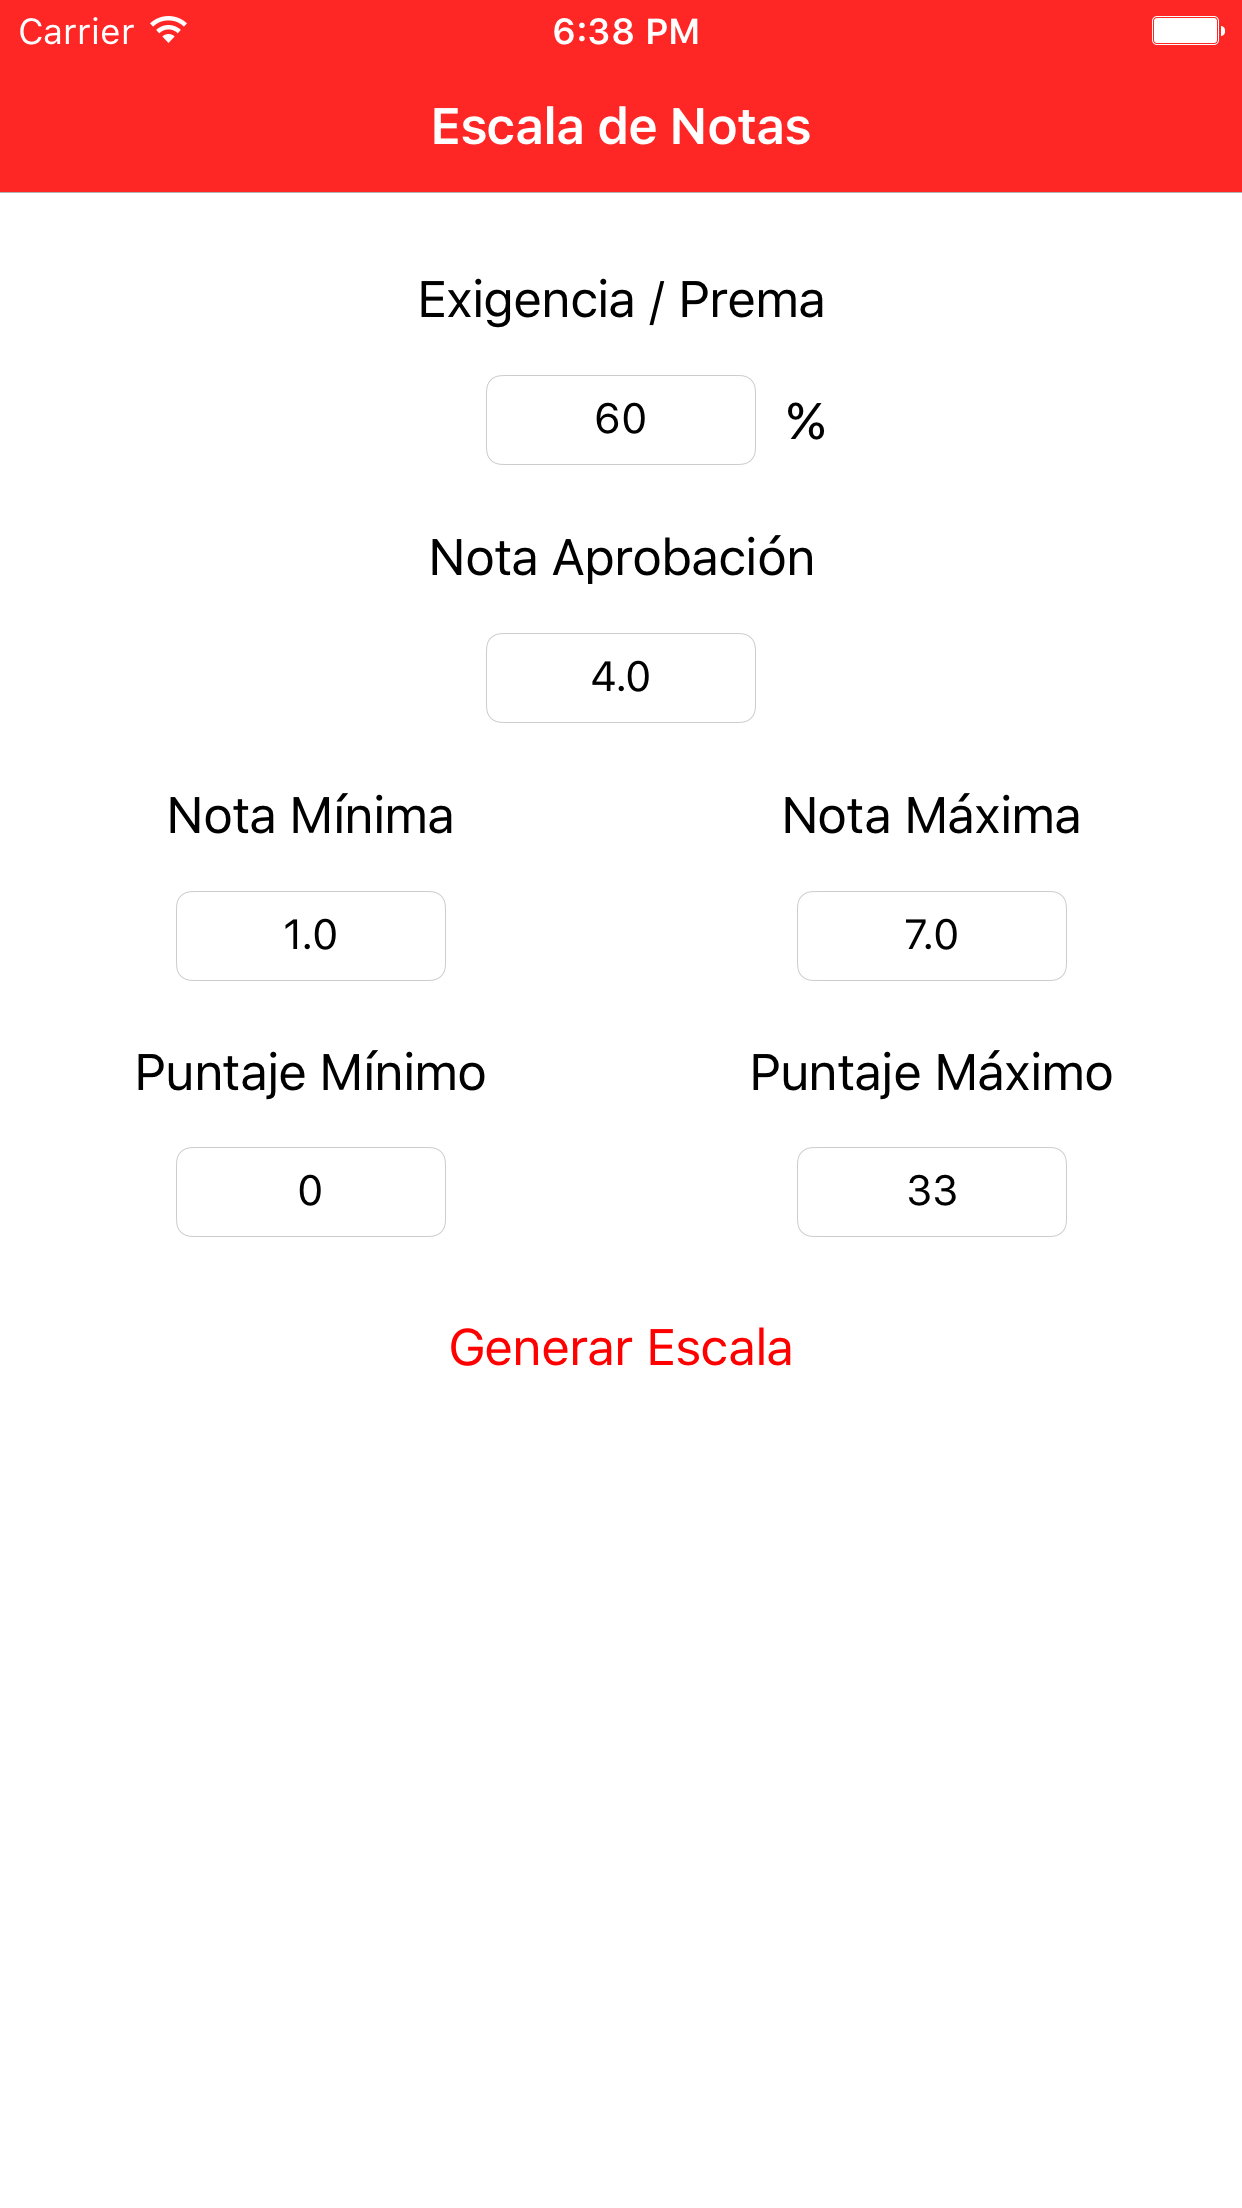 Carrier 6:38 PM
Escala de Notas
Exigencia / Prema
60 %
Nota Aprobación
4.0
Nota Mínima Nota Máxima
1.0 7.0
Puntaje Mínimo Puntaje Máximo
0 33
Generar Escala